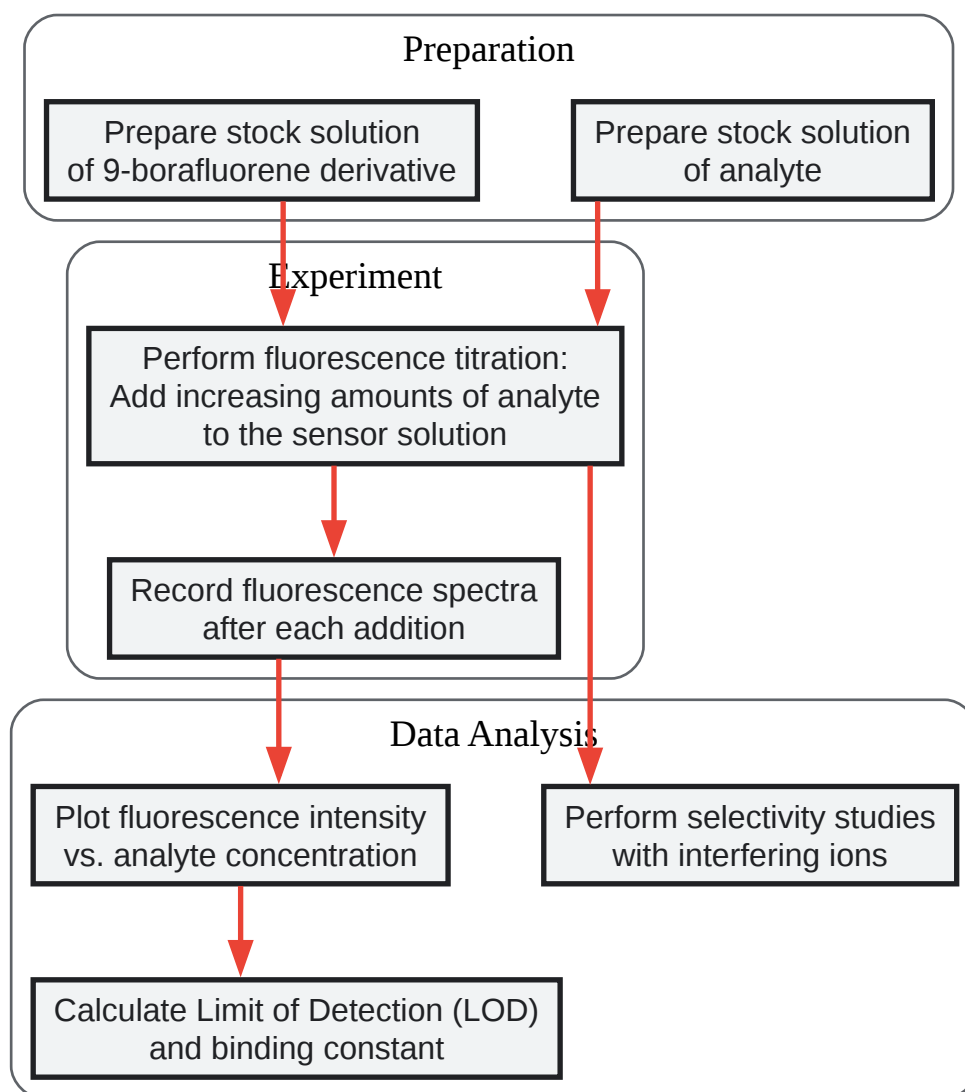 Preparation
Prepare stock solution
of 9-borafluorene derivative
Prepare stock solution
of analyte
Experiment
Perform fluorescence titration:
Add increasing amounts of analyte
to the sensor solution
Record fluorescence spectra
after each addition
Data Analysis
Plot fluorescence intensity
vs. analyte concentration
Perform selectivity studies
with interfering ions
Calculate Limit of Detection (LOD)
and binding constant